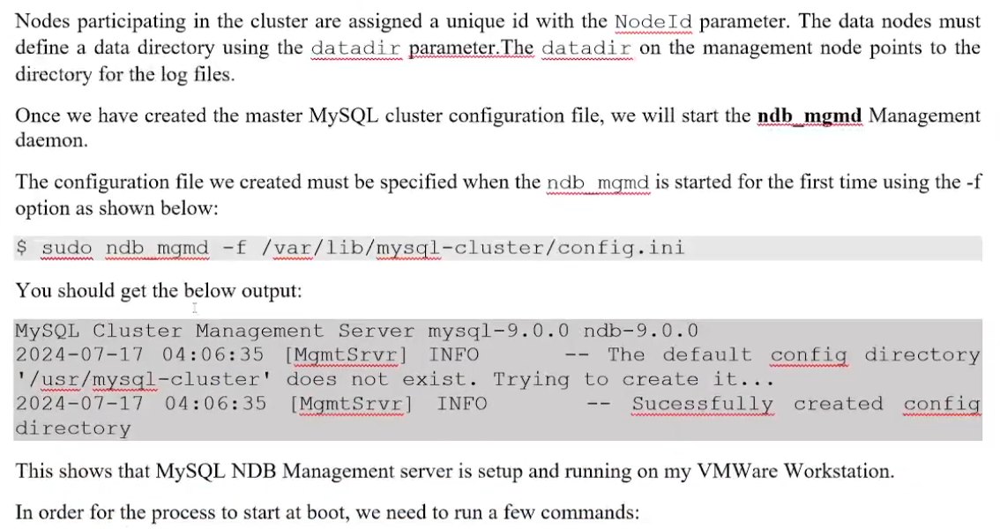 Nodes participating in the cluster are assigned a unique id with the NodeId parameter. The data nodes must
define a data directory using the datadir parameter.The datadir on the management node points to the
directory for the log files.
Once we have created the master MySQL cluster configuration file, we will start the ndb_mgmd Management
daemon.
The configuration file we created must be specified when the ndb_mgmd is started for the first time using the -f
option as shown below:
$ sudo ndb_mgmd -f /var/lib/mysql-cluster/config.ini
You should get the below output:
MySQL Cluster Management Server mysql-9.0.0 ndb-9.0.0
2024-07-17 04:06:35 [MgmtSrvr] INFO -- The default config directory
'/usr/mysql-cluster' does not exist. Trying to create it...
2024-07-17 04:06:35 [MgmtSrvr] INFO -- Sucessfully created config
directory
This shows that MySQL NDB Management server is setup and running on my VMWare Workstation.
In order for the process to start at boot, we need to run a few commands: